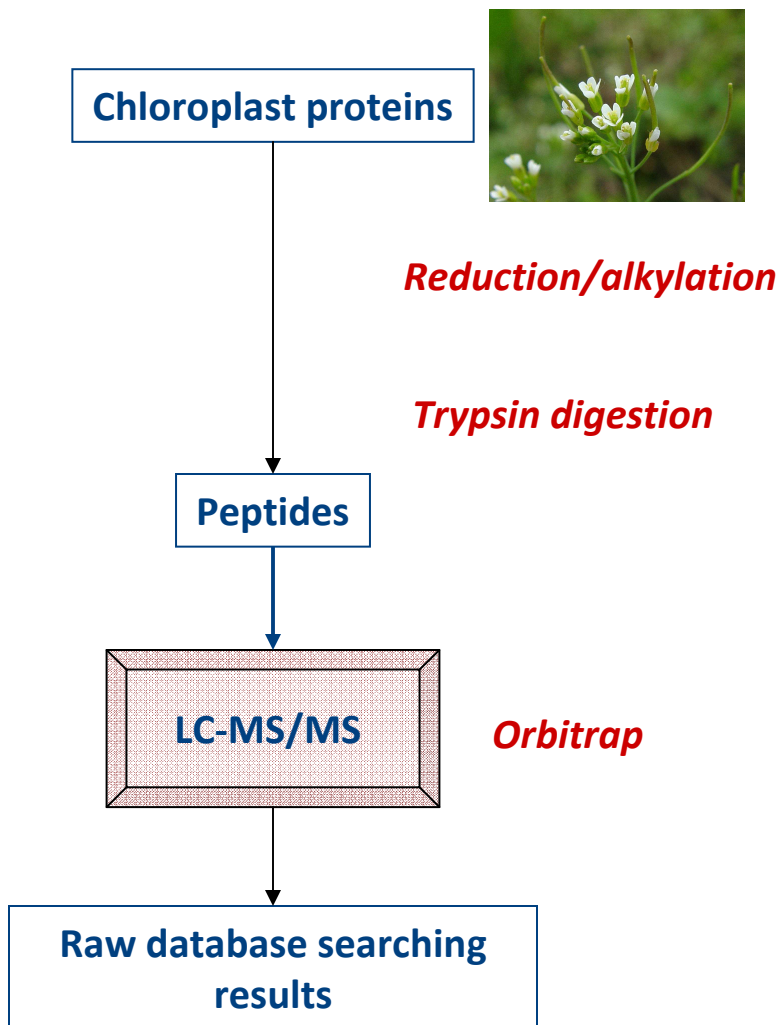 Chloroplast proteins
Reduction/alkylation
Trypsin digestion
Peptides
LC-MS/MS
Orbitrap
Raw database searching
results